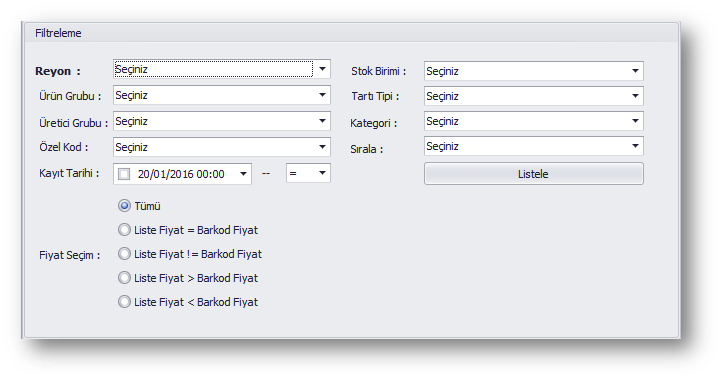 Filtreleme
Reyon : Seçiniz Stok Birimi : Seçiniz
Ürün Grubu : Seçiniz Tartı Tipi : Seçiniz
Üretici Grubu : Seçiniz Kategori : Seçiniz
Özel Kod : Seçiniz Sırala : Seçiniz
Kayıt Tarihi : 20/01/2016 00:00 -- = Listele
Tümü
Liste Fiyat = Barkod Fiyat
Fiyat Seçim : Liste Fiyat != Barkod Fiyat
Liste Fiyat > Barkod Fiyat
Liste Fiyat < Barkod Fiyat